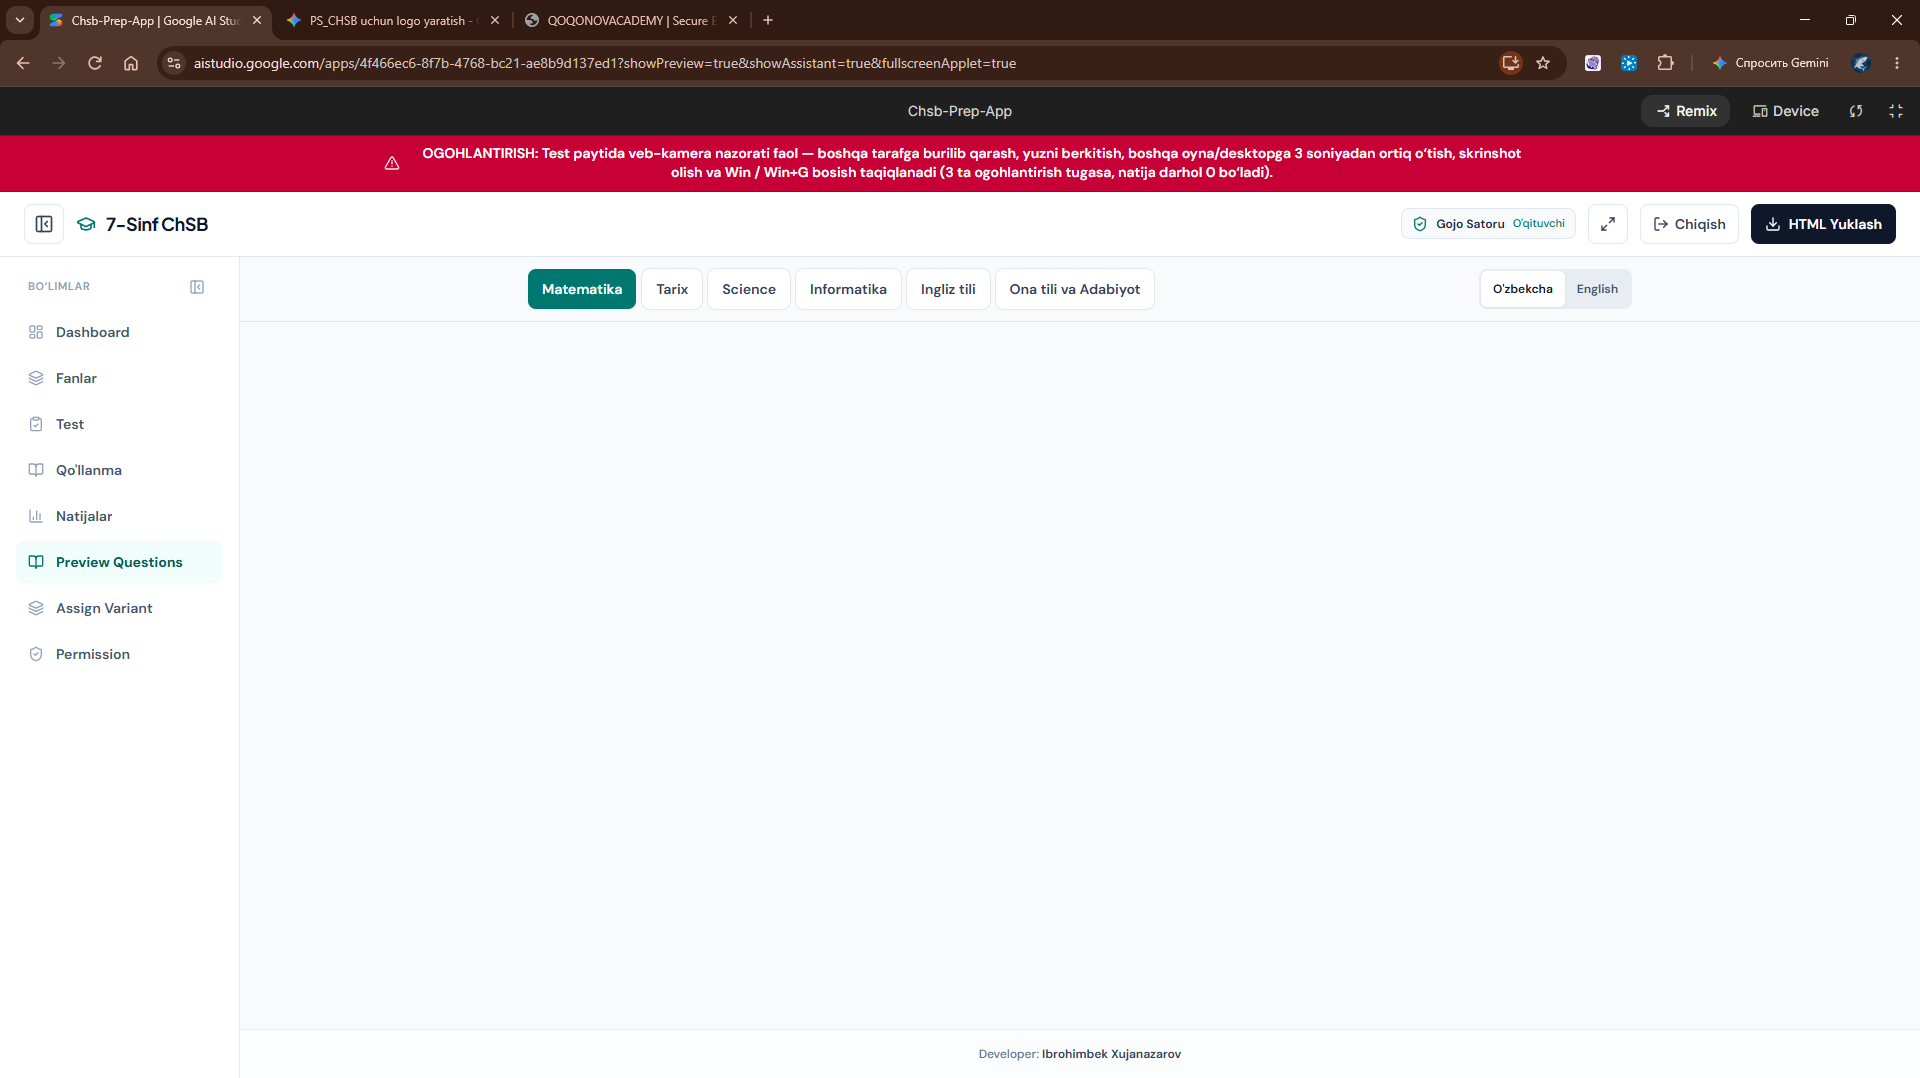 Chsb-Prep-App | Google AI Stu
PS_CHSB uchun logo yaratish -
QOQONOVACADEMY | Secure E
aistudio.google.com/apps/4f466ec6-8f7b-4768-bc21-ae8b9d137ed1?showPreview=true&showAssistant=true&fullscreenApplet=true
Спросить Gemini
Chsb-Prep-App
Remix
Device
OGOHLANTIRISH: Test paytida veb-kamera nazorati faol — boshqa tarafga burilib qarash, yuzni berkitish, boshqa oyna/desktopga 3 soniyadan ortiq o‘tish, skrinshot
olish va Win / Win+G bosish taqiqlanadi (3 ta ogohlantirish tugasa, natija darhol 0 bo‘ladi).
7-Sinf ChSB
Gojo Satoru O'qituvchi
Chiqish
HTML Yuklash
BO‘LIMLAR
Matematika
Tarix
Science
Informatika
Ingliz tili
Ona tili va Adabiyot
O'zbekcha
English
Dashboard
Fanlar
Test
Qo'llanma
Natijalar
Preview Questions
Assign Variant
Permission
Developer: Ibrohimbek Xujanazarov